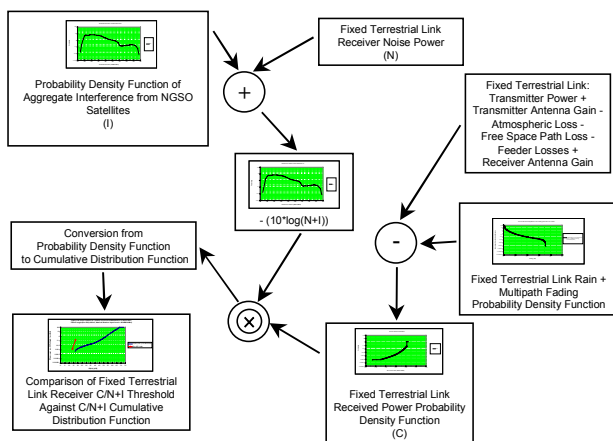 Probability Density Function of
Aggregate Interference from NGSO
Satellites
(I)
Fixed Terrestrial Link
Receiver Noise Power
(N)
+
Fixed Terrestrial Link:
Transmitter Power +
Transmitter Antenna Gain -
Atmospheric Loss -
Free Space Path Loss -
Feeder Losses +
Receiver Antenna Gain
- (10*log(N+I))
Conversion from
Probability Density Function
to Cumulative Distribution Function
-
Fixed Terrestrial Link Rain +
Multipath Fading
Probability Density Function
×
Comparison of Fixed Terrestrial
Link Receiver C/N+I Threshold
Against C/N+I Cumulative
Distribution Function
Fixed Terrestrial Link
Received Power Probability
Density Function
(C)